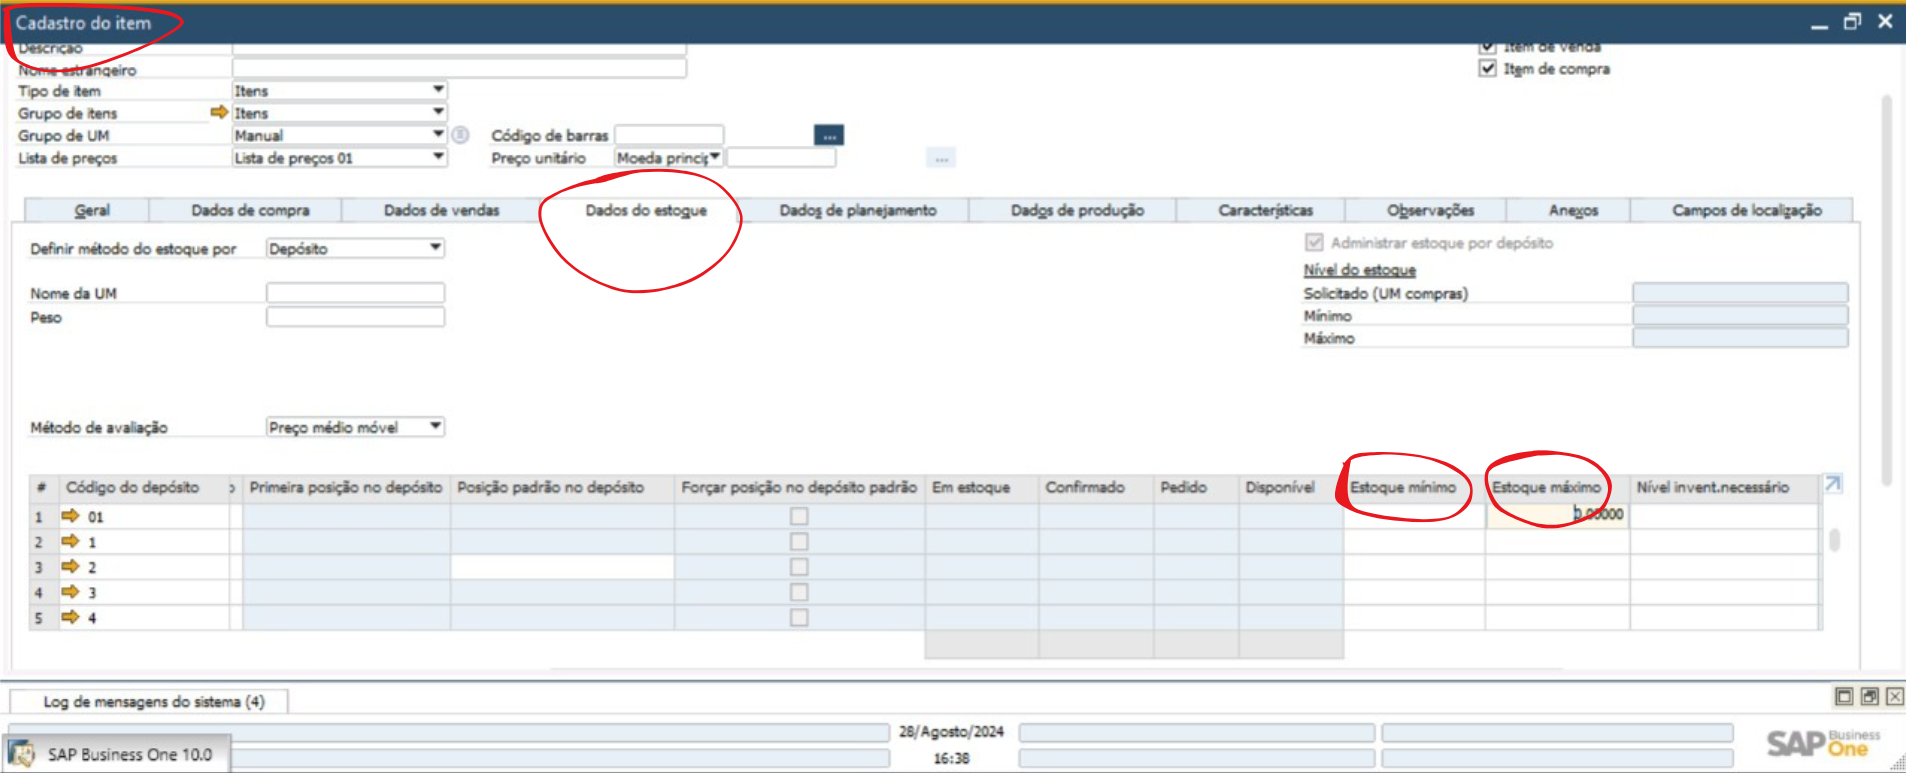 Cadastro do item
Descrição
Item de venda
Nome estrangeiro
Item de compra
Tipo de item Itens
Grupo de itens Itens
Grupo de UM Manual Código de barras ...
Lista de preços Lista de preços 01 Preço unitário Moeda princip ...
Geral Dados de compra Dados de vendas Dados do estoque Dados de planejamento Dados de produção Características Observações Anexos Campos de localização
Definir método do estoque por Depósito Administrar estoque por depósito
Nível do estoque
Nome da UM Solicitado (UM compras)
Peso Mínimo
Máximo
Método de avaliação Preço médio móvel
# Código do depósito Primeira posição no depósito Posição padrão no depósito Forçar posição no depósito padrão Em estoque Confirmado Pedido Disponível Estoque mínimo Estoque máximo Nível invent.necessário
1 01 0.00000
2 1
3 2
4 3
5 4
Log de mensagens do sistema (4)
28/Agosto/2024
16:38
SAP Business One 10.0
SAP Business One